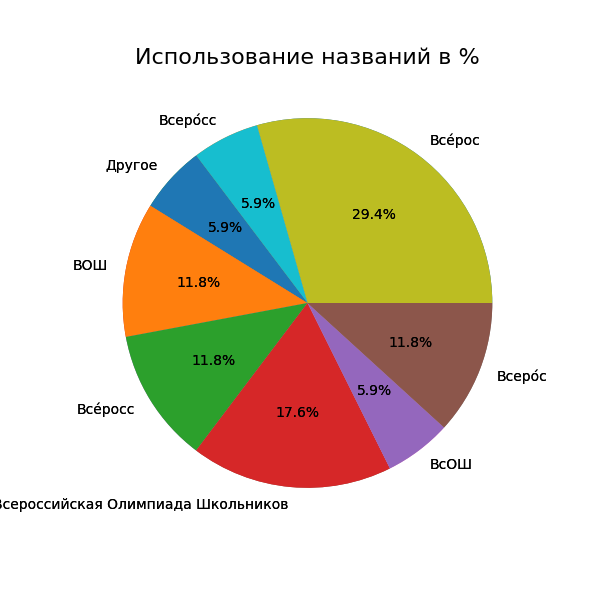 Использование названий в %
Всеро́сс
Все́рос
Другое
29.4%
5.9%
5.9%
ВОШ
11.8%
11.8%
11.8%
Всеро́с
5.9%
Все́росс
17.6%
ВсОШ
Всероссийская Олимпиада Школьников